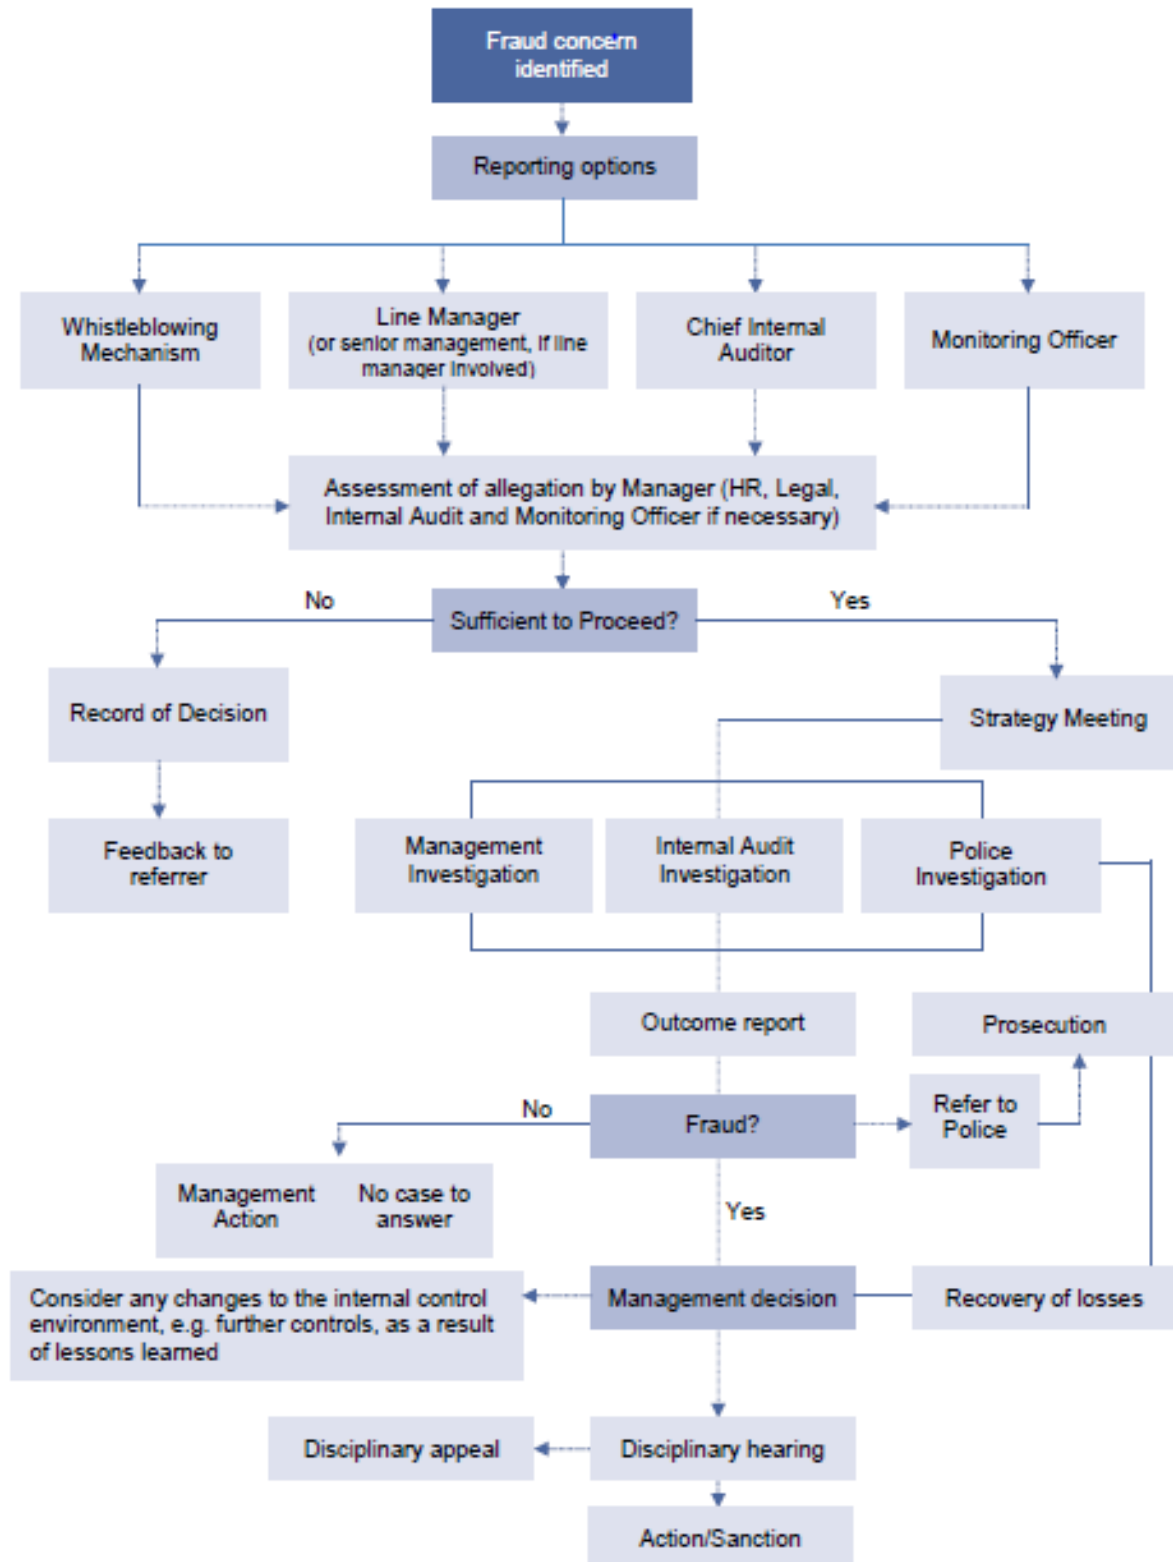 Fraud concern
identified
Reporting options
Whistleblowing
Mechanism
Line Manager
(or senior management, if line
manager involved)
Chief Internal
Auditor
Monitoring Officer
Assessment of allegation by Manager (HR, Legal,
Internal Audit and Monitoring Officer if necessary)
No
Sufficient to Proceed?
Yes
Record of Decision
Strategy Meeting
Feedback to
referrer
Management
Investigation
Internal Audit
Investigation
Police
Investigation
Outcome report
Prosecution
No
Fraud?
Refer to
Police
Management
Action
No case to
answer
Yes
Consider any changes to the internal control
environment, e.g. further controls, as a result
of lessons learned
Management decision
Recovery of losses
Disciplinary appeal
Disciplinary hearing
Action/Sanction